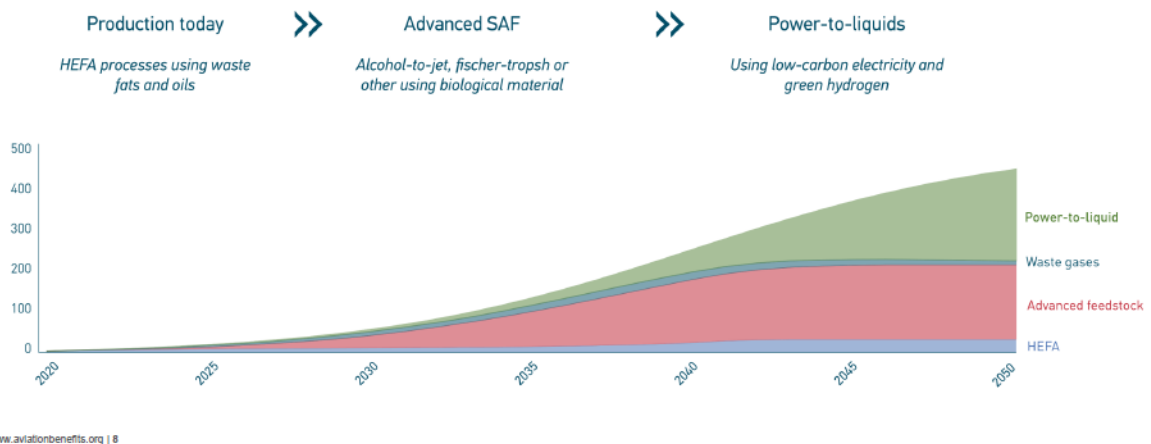 Production today
Advanced SAF
Power-to-liquids
HEFA processes using waste
fats and oils
Alcohol-to-jet, fischer-tropsh or
other using biological material
Using low-carbon electricity and
green hydrogen
500
400
300
200
100
0
Power-to-liquid
Waste gases
Advanced feedstock
HEFA
2020
2025
2030
2035
2040
2045
2050
ww.aviationbenefits.org | 8